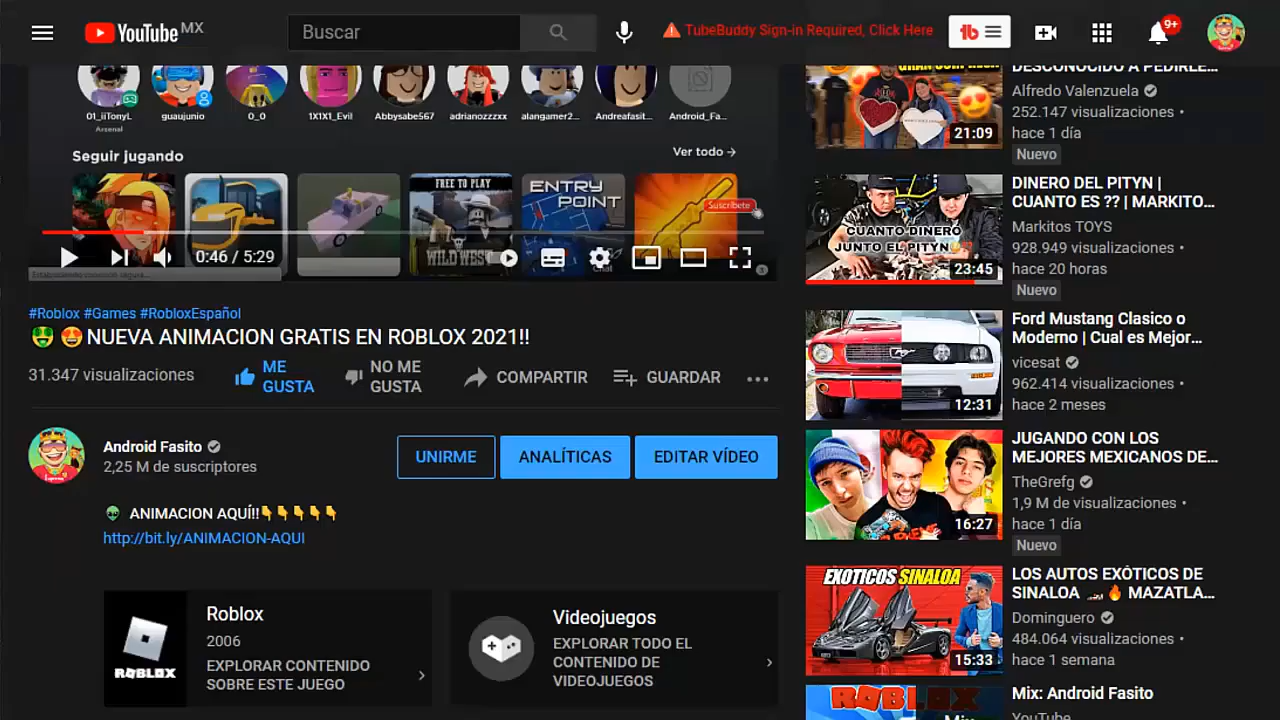 YouTube MX
Buscar
TubeBuddy Sign-in Required, Click Here
tb
9+
01_iiTonyL
Arsenal
guaujunio
0_0
1X1X1_Evil
Abbysabe567
adrianozzzxx
alangamer2...
Andreafasit...
Android_Fa...
Seguir jugando
Ver todo →
FREE TO PLAY
WILD WEST
ENTRY
POINT
Suscríbete
0:46 / 5:29
Chat
3
#Roblox #Games #RobloxEspañol
🤑 😍NUEVA ANIMACION GRATIS EN ROBLOX 2021!!
31.347 visualizaciones
ME
GUSTA
NO ME
GUSTA
COMPARTIR
GUARDAR
Android Fasito
2,25 M de suscriptores
UNIRME
ANALÍTICAS
EDITAR VÍDEO
👽 ANIMACION AQUÍ!!👇👇👇👇👇
http://bit.ly/ANIMACION-AQUI
ROBLOX
Roblox
2006
EXPLORAR CONTENIDO
SOBRE ESTE JUEGO
Videojuegos
EXPLORAR TODO EL
CONTENIDO DE
VIDEOJUEGOS
21:09
DESCONOCIDO A PEDIRLE...
Alfredo Valenzuela
252.147 visualizaciones •
hace 1 día
Nuevo
CUANTO DINERO
JUNTO EL PITYN
23:45
DINERO DEL PITYN |
CUANTO ES ?? | MARKITO...
Markitos TOYS
928.949 visualizaciones •
hace 20 horas
Nuevo
12:31
Ford Mustang Clasico o
Moderno | Cual es Mejor...
vicesat
962.414 visualizaciones •
hace 2 meses
16:27
JUGANDO CON LOS
MEJORES MEXICANOS DE...
TheGrefg
1,9 M de visualizaciones •
hace 1 día
Nuevo
EXOTICOS SINALOA
15:33
LOS AUTOS EXÓTICOS DE
SINALOA 🏎️🔥 MAZATLA...
Dominguero
484.064 visualizaciones •
hace 1 semana
ROBLOX
Mix
Mix: Android Fasito
YouTube